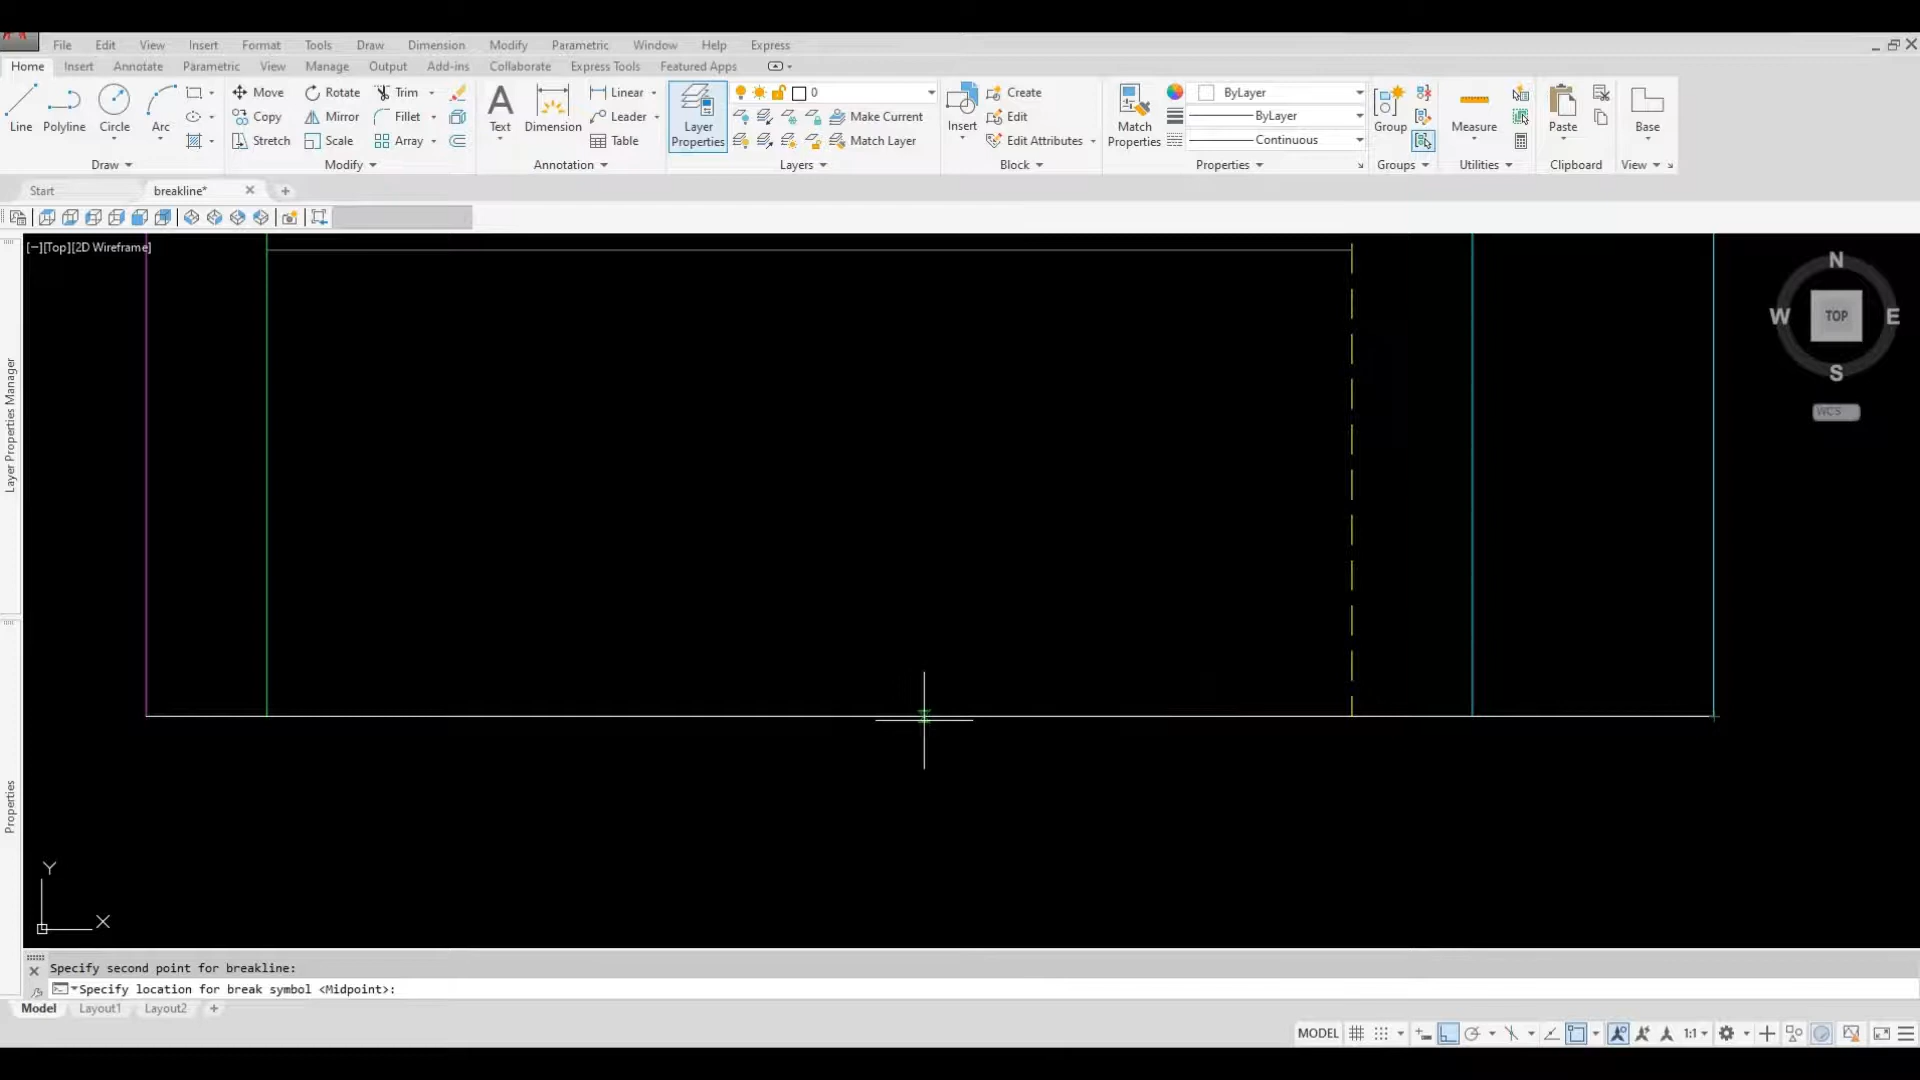 File Edit View Insert Format Tools Draw Dimension Modify Parametric Window Help Express
Home Insert Annotate Parametric View Manage Output Add-ins Collaborate Express Tools Featured Apps
Move Rotate Trim Linear 0 Create ByLayer
Copy Mirror Fillet Leader Make Current Edit ByLayer
Line Polyline Circle Arc Text Dimension Layer Properties Insert Match Properties Group Measure Paste Base
Stretch Scale Array Table Match Layer Edit Attributes Continuous
Draw Modify Annotation Layers Block Properties Groups Utilities Clipboard View
Start breakline*
[−][Top][2D Wireframe]
N
W TOP E
S
WCS
Layer Properties Manager
Properties
Y
X
Specify second point for breakline:
Specify location for break symbol <Midpoint>:
Model Layout1 Layout2
MODEL 1:1